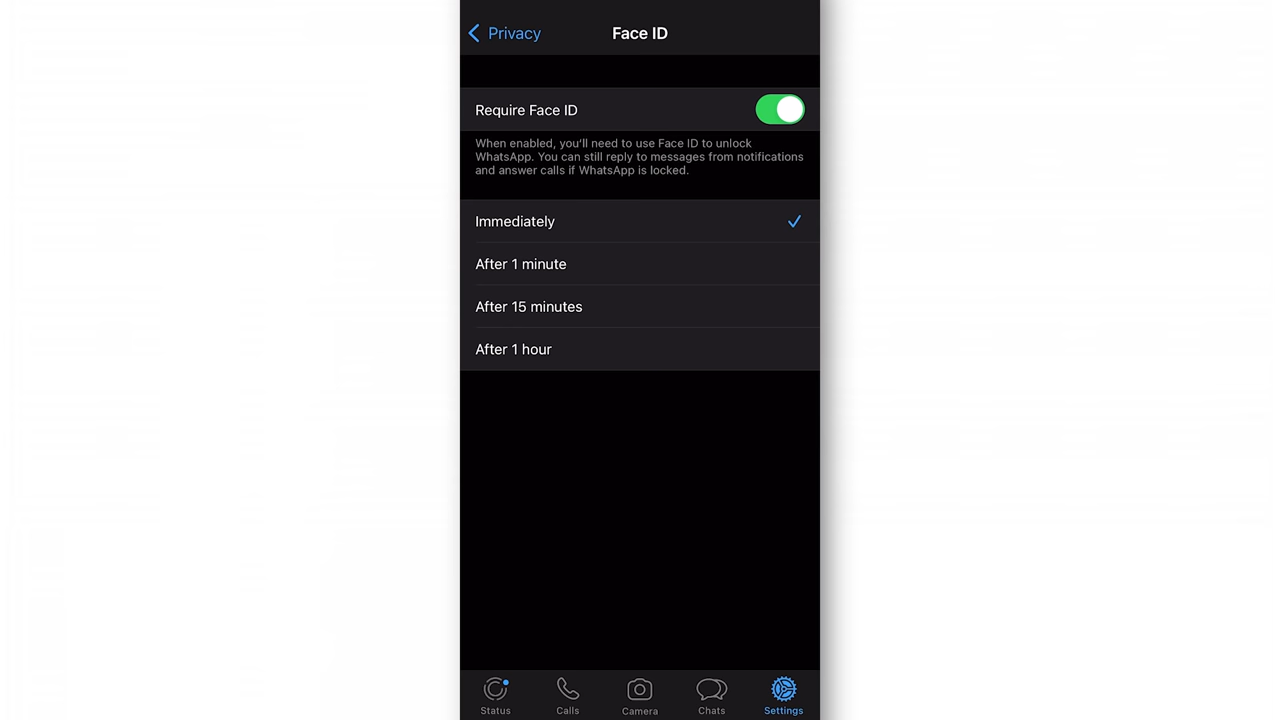 Privacy
Face ID
Require Face ID
When enabled, you'll need to use Face ID to unlock
WhatsApp. You can still reply to messages from notifications
and answer calls if WhatsApp is locked.
Immediately
After 1 minute
After 15 minutes
After 1 hour
Status
Calls
Camera
Chats
Settings